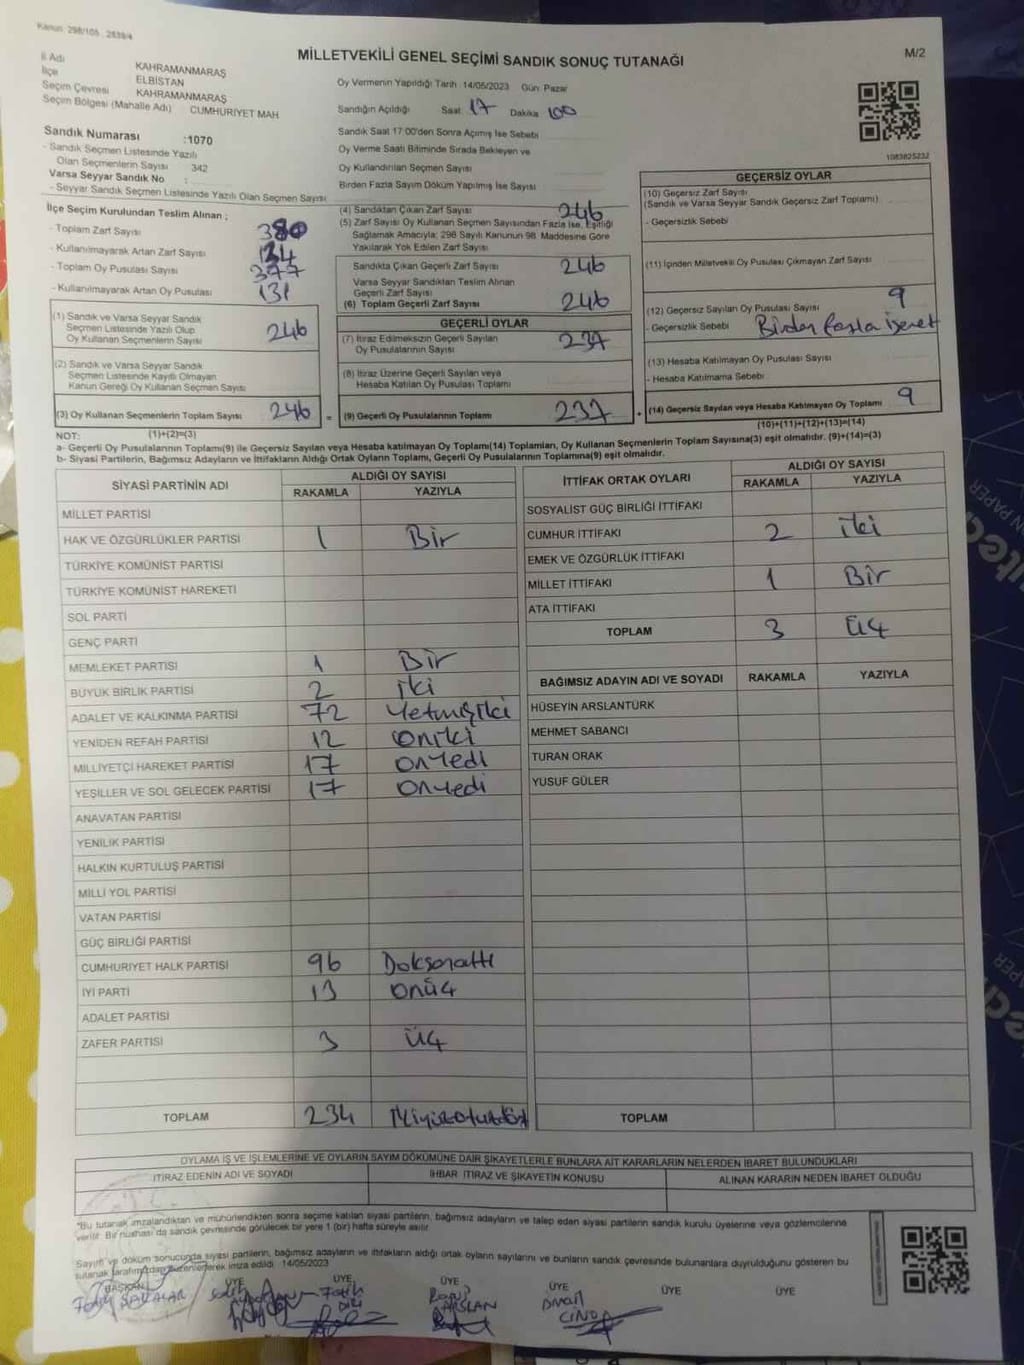 Kanun: 298/105 , 2839/4
MİLLETVEKİLİ GENEL SEÇİMİ SANDIK SONUÇ TUTANAĞI
M/2
İl Adı KAHRAMANMARAŞ
İlçe ELBİSTAN
Seçim Çevresi KAHRAMANMARAŞ
Seçim Bölgesi (Mahalle Adı) CUMHURİYET MAH
Sandık Numarası :1070
- Sandık Seçmen Listesinde Yazılı
Olan Seçmenlerin Sayısı 342
Varsa Seyyar Sandık No :
- Seyyar Sandık Seçmen Listesinde Yazılı Olan Seçmen Sayısı
Oy Vermenin Yapıldığı Tarih :14/05/2023 Gün: Pazar
Sandığın Açıldığı Saat 17 Dakika 100
Sandık Saat 17:00'den Sonra Açımış İse Sebebi
Oy Verme Saati Bitiminde Sırada Bekleyen ve
Oy Kullandırılan Seçmen Sayısı
Birden Fazla Sayım Döküm Yapılmış İse Sayısı
1083825232
İlçe Seçim Kurulundan Teslim Alınan ;
- Toplam Zarf Sayısı 380
- Kullanılmayarak Artan Zarf Sayısı 134
- Toplam Oy Pusulası Sayısı 377
- Kullanılmayarak Artan Oy Pusulası 131
(1) Sandık ve Varsa Seyyar Sandık
Seçmen Listesinde Yazılı Olup
Oy Kullanan Seçmenlerin Sayısı 246
(2) Sandık ve Varsa Seyyar Sandık
Seçmen Listesinde Kayıtlı Olmayan
Kanun Gereği Oy Kullanan Seçmen Sayısı
(3) Oy Kullanan Seçmenlerin Toplam Sayısı 246 =
(1)+(2)=(3)
(4) Sandıktan Çıkan Zarf Sayısı 246
(5) Zarf Sayısı Oy Kullanan Seçmen Sayısından Fazla İse, Eşitliği
Sağlamak Amacıyla; 298 Sayılı Kanunun 98. Maddesine Göre
Yakılarak Yok Edilen Zarf Sayısı
Sandıkta Çıkan Geçerli Zarf Sayısı 246
Varsa Seyyar Sandıktan Teslim Alınan
Geçerli Zarf Sayısı
(6) Toplam Geçerli Zarf Sayısı 246
GEÇERLİ OYLAR
(7) İtiraz Edilmeksizin Geçerli Sayılan
Oy Pusulalarının Sayısı 237
(8) İtiraz Üzerine Geçerli Sayılan veya
Hesaba Katılan Oy Pusulası Toplamı
(9) Geçerli Oy Pusulalarının Toplamı 237 +
GEÇERSİZ OYLAR
(10) Geçersiz Zarf Sayısı
(Sandık ve Varsa Seyyar Sandık Geçersiz Zarf Toplamı)
- Geçersizlik Sebebi
(11) İçinden Milletvekili Oy Pusulası Çıkmayan Zarf Sayısı
(12) Geçersiz Sayılan Oy Pusulası Sayısı 9
- Geçersizlik Sebebi Birden fazla işaret
(13) Hesaba Katılmayan Oy Pusulası Sayısı
- Hesaba Katılmama Sebebi
(14) Geçersiz Sayılan veya Hesaba Katılmayan Oy Toplamı 9
(10)+(11)+(12)+(13)=(14)
NOT:
a- Geçerli Oy Pusulalarının Toplamı(9) ile Geçersiz Sayılan veya Hesaba katılmayan Oy Toplamı(14) Toplamları, Oy Kullanan Seçmenlerin Toplam Sayısına(3) eşit olmalıdır. (9)+(14)=(3)
b- Siyasi Partilerin, Bağımsız Adayların ve İttifakların Aldığı Ortak Oyların Toplamı, Geçerli Oy Pusulalarının Toplamına(9) eşit olmalıdır.
SİYASİ PARTİNİN ADI ALDIĞI OY SAYISI
RAKAMLA YAZIYLA
MİLLET PARTİSİ
HAK VE ÖZGÜRLÜKLER PARTİSİ 1 Bir
TÜRKİYE KOMÜNİST PARTİSİ
TÜRKİYE KOMÜNİST HAREKETİ
SOL PARTİ
GENÇ PARTİ
MEMLEKET PARTİSİ 1 Bir
BÜYÜK BİRLİK PARTİSİ 2 iki
ADALET VE KALKINMA PARTİSİ 72 Yetmişiki
YENİDEN REFAH PARTİSİ 12 oniki
MİLLİYETÇİ HAREKET PARTİSİ 17 onyedi
YEŞİLLER VE SOL GELECEK PARTİSİ 17 onyedi
ANAVATAN PARTİSİ
YENİLİK PARTİSİ
HALKIN KURTULUŞ PARTİSİ
MİLLİ YOL PARTİSİ
VATAN PARTİSİ
GÜÇ BİRLİĞİ PARTİSİ
CUMHURİYET HALK PARTİSİ 96 Doksanaltı
İYİ PARTİ 13 onüç
ADALET PARTİSİ
ZAFER PARTİSİ 3 üç
TOPLAM 234 ikiyüzotuzdört
İTTİFAK ORTAK OYLARI ALDIĞI OY SAYISI
RAKAMLA YAZIYLA
SOSYALİST GÜÇ BİRLİĞİ İTTİFAKI
CUMHUR İTTİFAKI 2 iki
EMEK VE ÖZGÜRLÜK İTTİFAKI
MİLLET İTTİFAKI 1 Bir
ATA İTTİFAKI
TOPLAM 3 üç
BAĞIMSIZ ADAYIN ADI VE SOYADI RAKAMLA YAZIYLA
HÜSEYİN ARSLANTÜRK
MEHMET SABANCI
TURAN ORAK
YUSUF GÜLER
TOPLAM
OYLAMA İŞ VE İŞLEMLERİNE VE OYLARIN SAYIM DÖKÜMÜNE DAİR ŞİKAYETLERLE BUNLARA AİT KARARLARIN NELERDEN İBARET BULUNDUKLARI
İTİRAZ EDENİN ADI VE SOYADI İHBAR İTİRAZ VE ŞİKAYETİN KONUSU ALINAN KARARIN NEDEN İBARET OLDUĞU
*Bu tutanak imzalandıktan ve mühürlendikten sonra seçime katılan siyasi partilerin, bağımsız adayların ve talep eden siyasi partilerin sandık kurulu üyelerine veya gözlemcilerine
verilir. Bir nüshası da sandık çevresinde görülecek bir yere 1 (bir) hafta süreyle asılır.
Sayım ve döküm sonucunda siyasi partilerin, bağımsız adayların ve ittifakların aldığı ortak oyların sayılarını ve bunların sandık çevresinde bulunanlara duyrulduğunu gösteren bu
tutanak tarafımızdan düzenlenerek imza edildi. 14/05/2023
BAŞKAN ÜYE ÜYE ÜYE ÜYE ÜYE ÜYE
Fatih
ARSLAN
İsmail